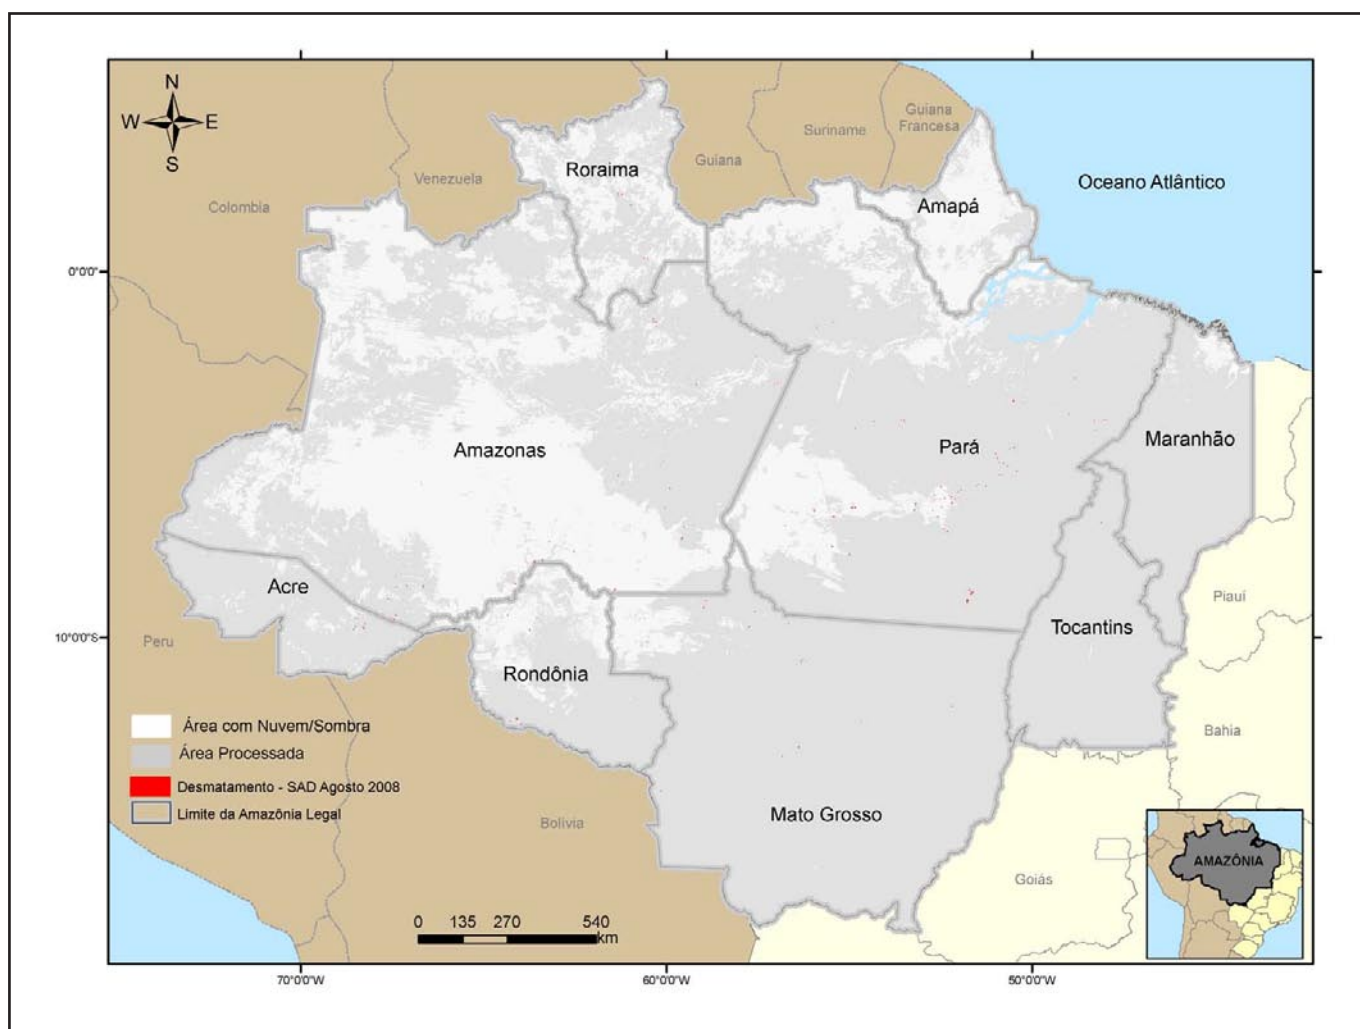 N
W E
S
Guiana
Francesa
Suriname
Guiana
Roraima
Venezuela
Colombia
Oceano Atlântico
Amapá
0°0'0"
Amazonas
Pará
Maranhão
Acre
Piauí
Tocantins
10°0'0"S
Peru
Rondônia
Área com Nuvem/Sombra
Área Processada
Desmatamento - SAD Agosto 2008
Limite da Amazônia Legal
Bahia
Mato Grosso
Bolívia
AMAZÔNIA
Goiás
0 135 270 540
km
70°0'0"W 60°0'0"W 50°0'0"W